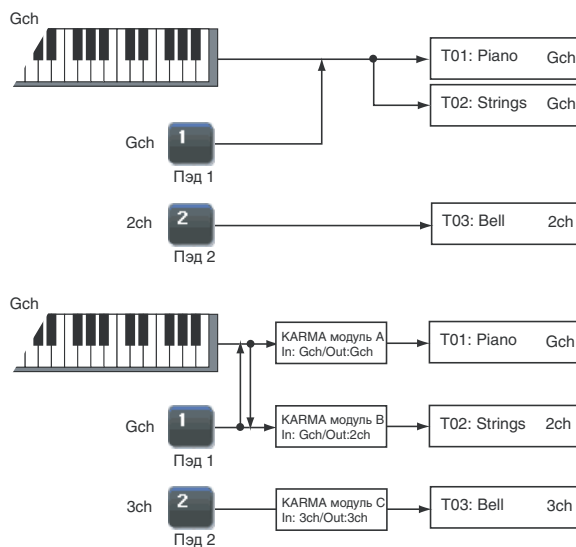 Gch
T01: Piano Gch
T02: Strings Gch
Gch
1
Пэд 1
2ch
2
T03: Bell 2ch
Пэд 2
Gch
KARMA модуль A
In: Gch/Out:Gch
T01: Piano Gch
Gch
1
KARMA модуль B
In: Gch/Out:2ch
T02: Strings 2ch
Пэд 1
3ch
2
KARMA модуль C
In: 3ch/Out:3ch
T03: Bell 3ch
Пэд 2